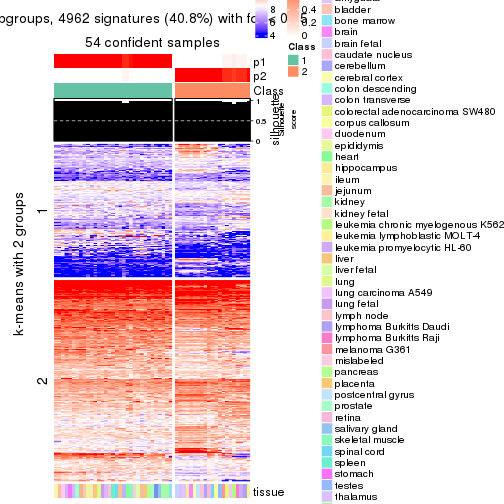 ogroups, 4962 signatures (40.8%) with f
54 confident samples
p1
p2
Class
1
0.5
0
silhouette
score
k-means with 2 groups
1
2
tissue
8
6
4
0.4
0.2
0
Class
1
2
bladder
bone marrow
brain
brain fetal
caudate nucleus
cerebellum
cerebral cortex
colon descending
colon transverse
colorectal adenocarcinoma SW480
corpus callosum
duodenum
epididymis
heart
hippocampus
ileum
jejunum
kidney
kidney fetal
leukemia chronic myelogenous K562
leukemia lymphoblastic MOLT-4
leukemia promyelocytic HL-60
liver
liver fetal
lung
lung carcinoma A549
lung fetal
lymph node
lymphoma Burkitts Daudi
lymphoma Burkitts Raji
melanoma G361
mislabeled
pancreas
placenta
postcentral gyrus
prostate
retina
salivary gland
skeletal muscle
spinal cord
spleen
stomach
testes
thalamus